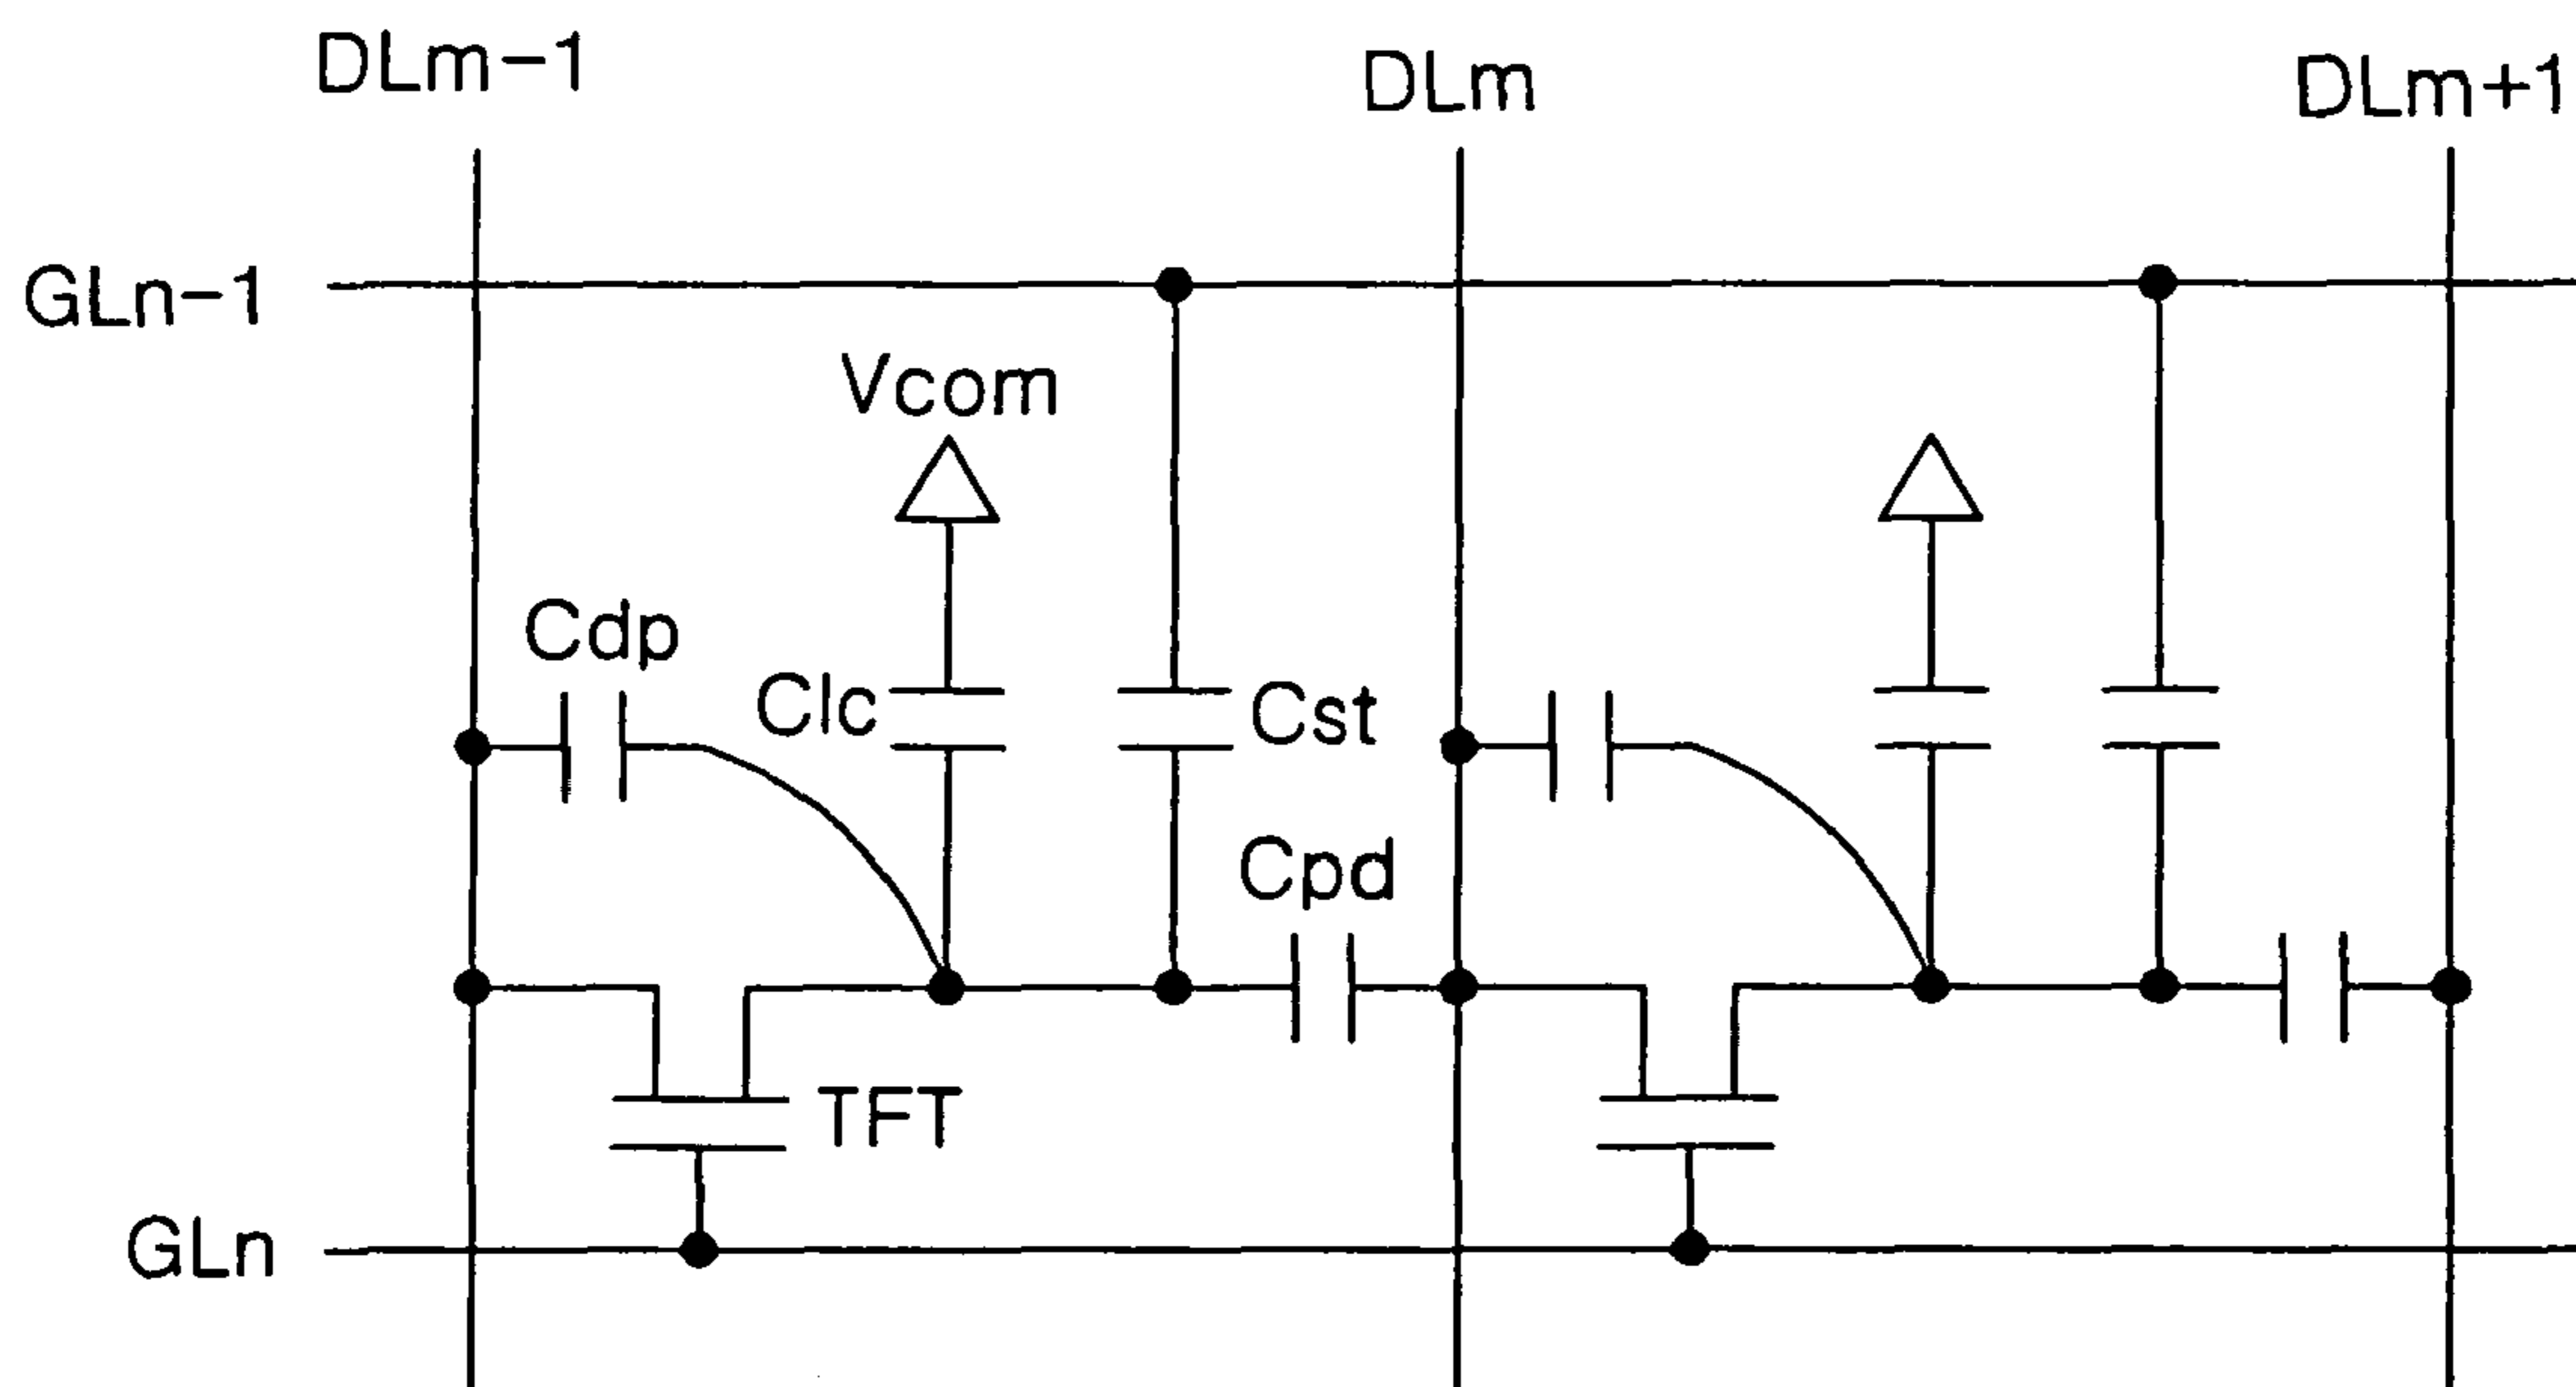 DLm-1
DLm
DLm+1
GLn-1
Vcom
Cdp
Clc
Cst
Cpd
TFT
GLn